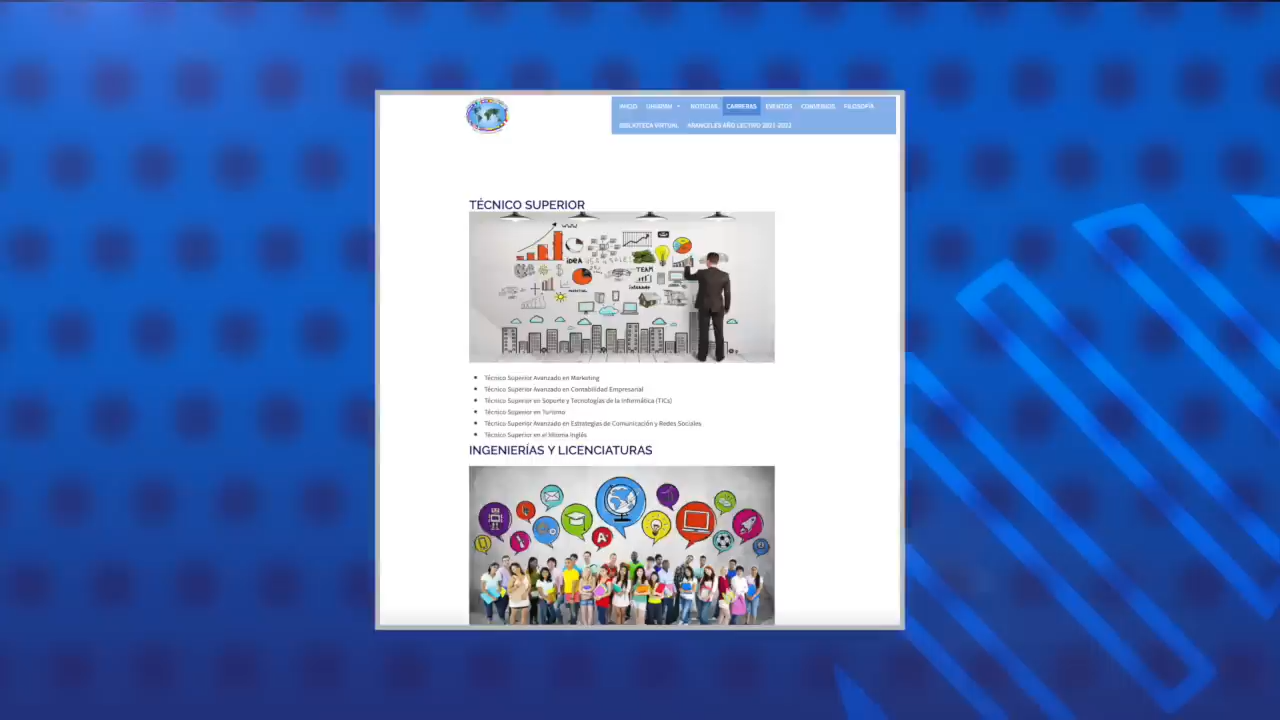 INICIO
NOTICIAS
CARRERAS
EVENTOS
CONVENIOS
FILOSOFÍA
BIBLIOTECA VIRTUAL
ARANCELES AÑO LECTIVO 2021-2022
TÉCNICO SUPERIOR
IDEA
TEAM
Técnico Superior Avanzado en Marketing
Técnico Superior Avanzado en Contabilidad Empresarial
Técnico Superior en Soporte y Tecnologías de la Informática (TICs)
Técnico Superior en Turismo
Técnico Superior Avanzado en Estrategias de Comunicación y Redes Sociales
Técnico Superior en el Idioma Inglés
INGENIERÍAS Y LICENCIATURAS
A+